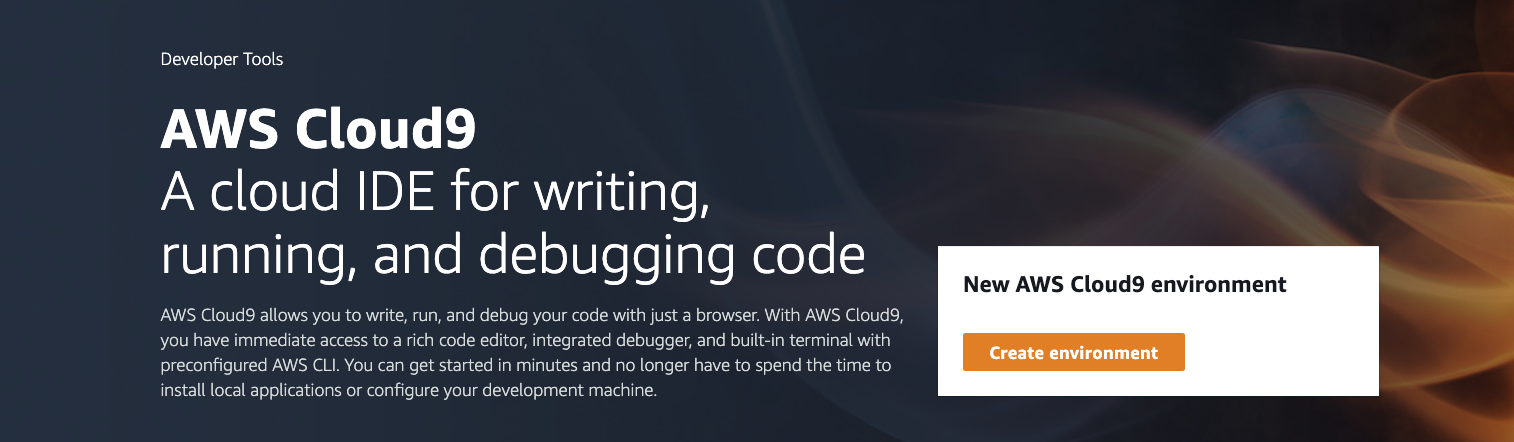 Developer Tools
AWS Cloud9
A cloud IDE for writing,
running, and debugging code
AWS Cloud9 allows you to write, run, and debug your code with just a browser. With AWS Cloud9,
you have immediate access to a rich code editor, integrated debugger, and built-in terminal with
preconfigured AWS CLI. You can get started in minutes and no longer have to spend the time to
install local applications or configure your development machine.
New AWS Cloud9 environment
Create environment